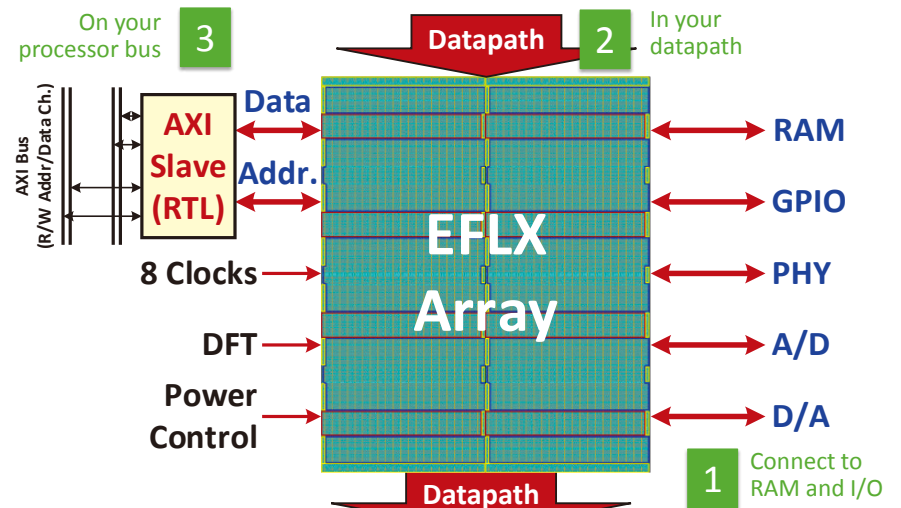 On your
processor bus
3
Datapath
2
In your
datapath
AXI Bus
(R/W Addr/Data Ch.)
AXI
Slave
(RTL)
Data
Addr.
8 Clocks
DFT
Power
Control
EFLX
Array
RAM
GPIO
PHY
A/D
D/A
1
Connect to
RAM and I/O
Datapath